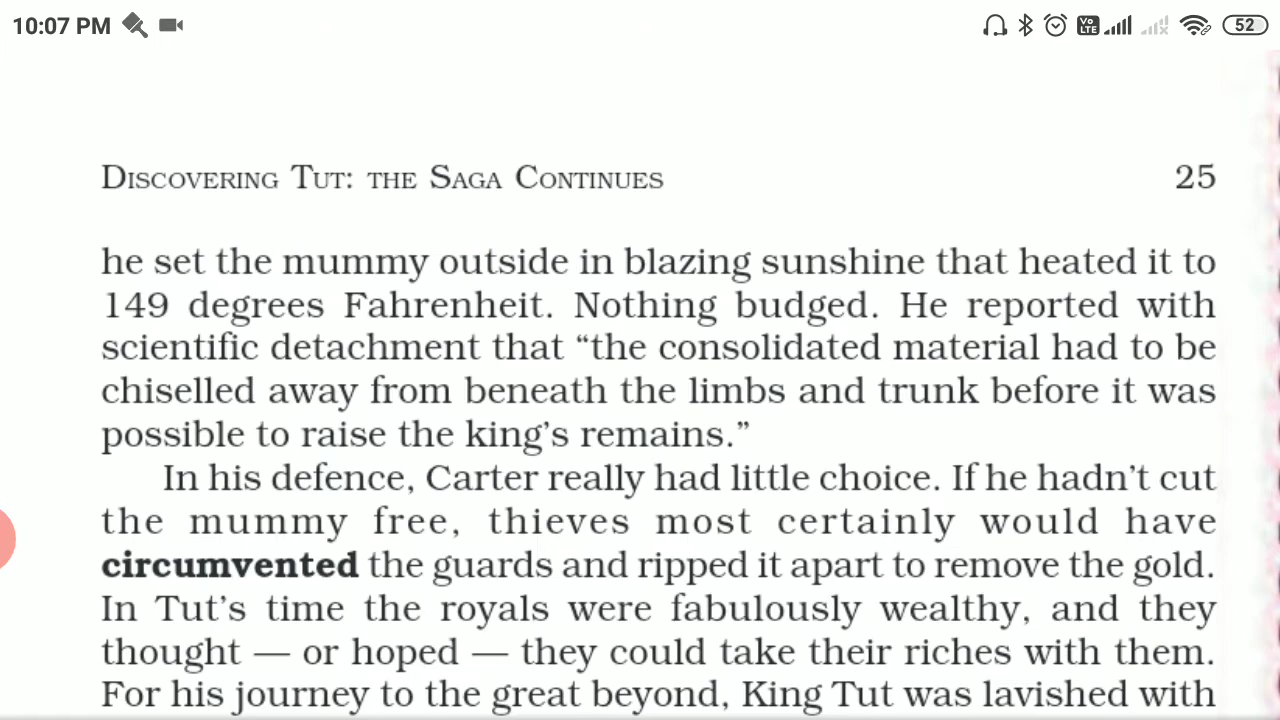 10:07 PM Vo LTE 52
DISCOVERING TUT: THE SAGA CONTINUES 25
he set the mummy outside in blazing sunshine that heated it to
149 degrees Fahrenheit. Nothing budged. He reported with
scientific detachment that “the consolidated material had to be
chiselled away from beneath the limbs and trunk before it was
possible to raise the king’s remains.”
In his defence, Carter really had little choice. If he hadn’t cut
the mummy free, thieves most certainly would have
circumvented the guards and ripped it apart to remove the gold.
In Tut’s time the royals were fabulously wealthy, and they
thought — or hoped — they could take their riches with them.
For his journey to the great beyond, King Tut was lavished with